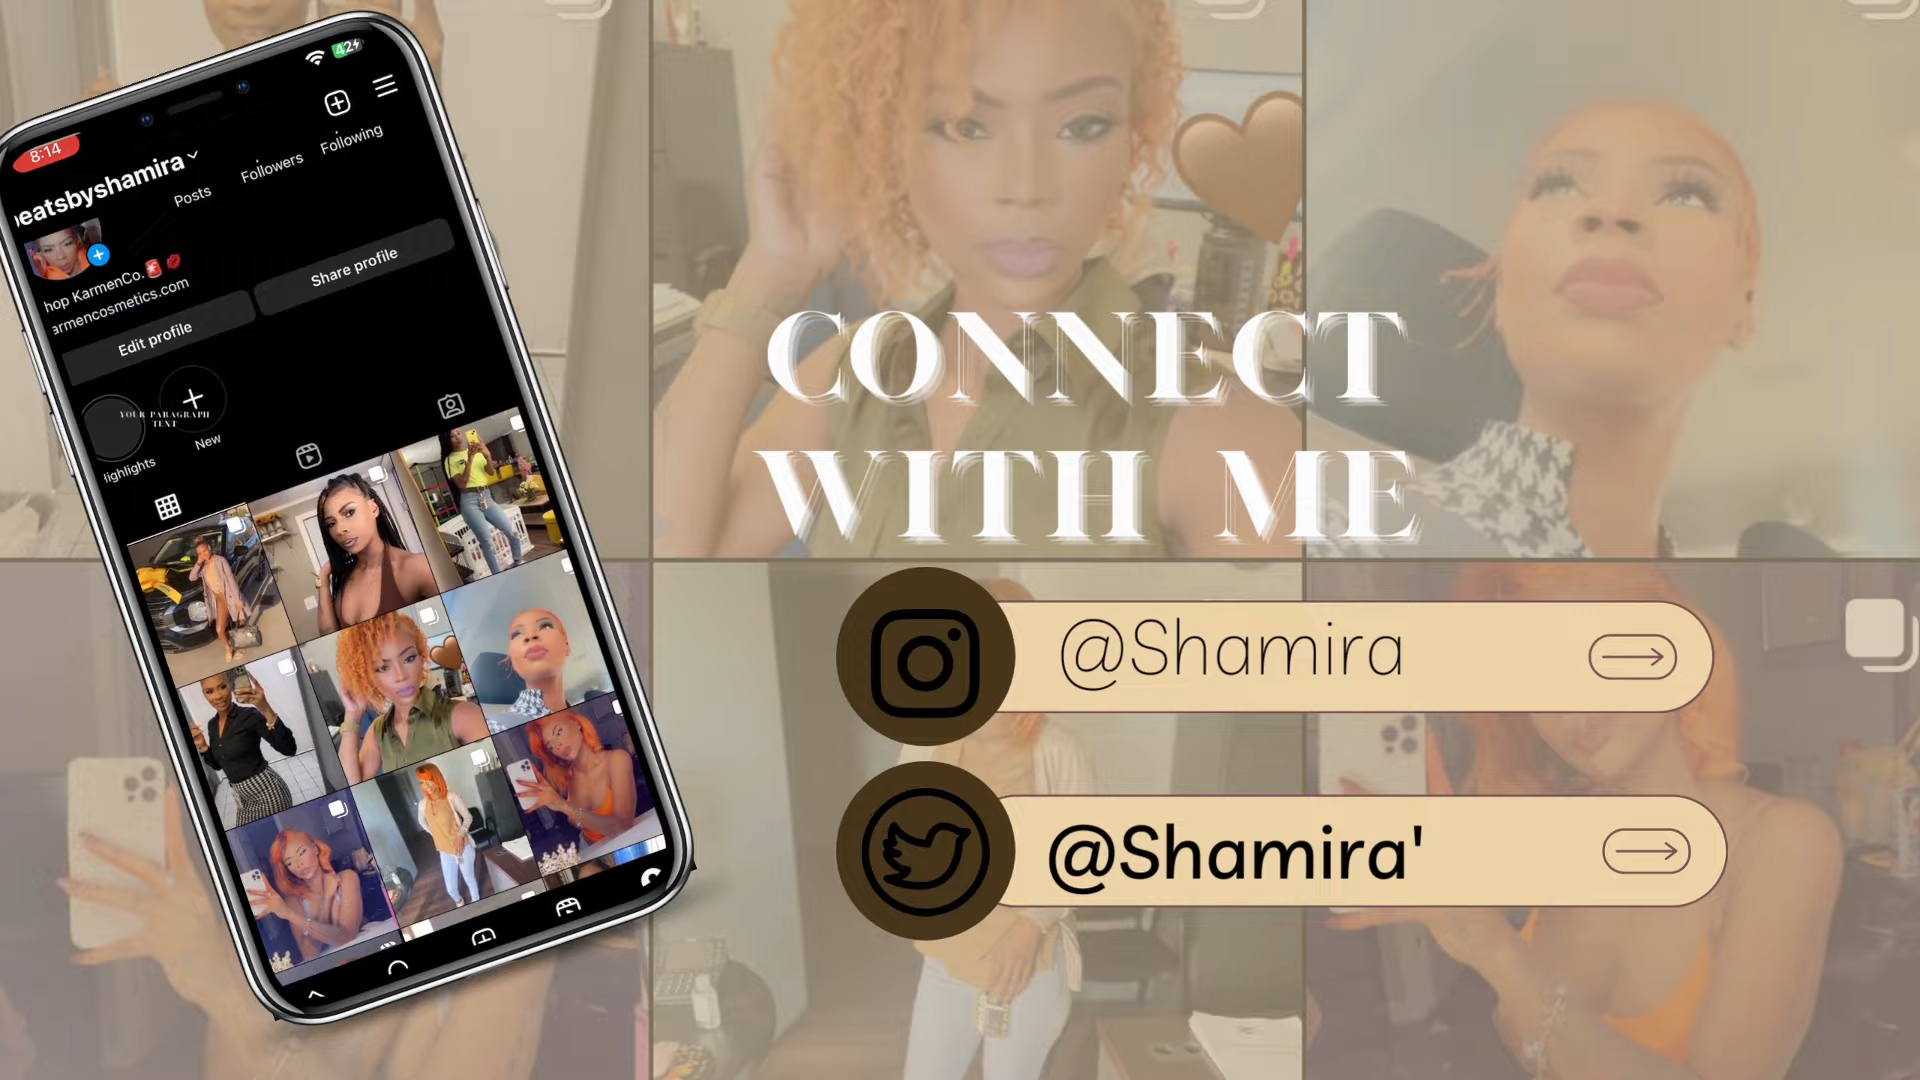 42
8:14
eatsbyshamira
Posts
Followers
Following
hop KarmenCo.
armencosmetics.com
Edit profile
Share profile
YOUR PARAGRAPH
TEXT
New
lighlights
CONNECT
WITH ME
@Shamira
@Shamira'